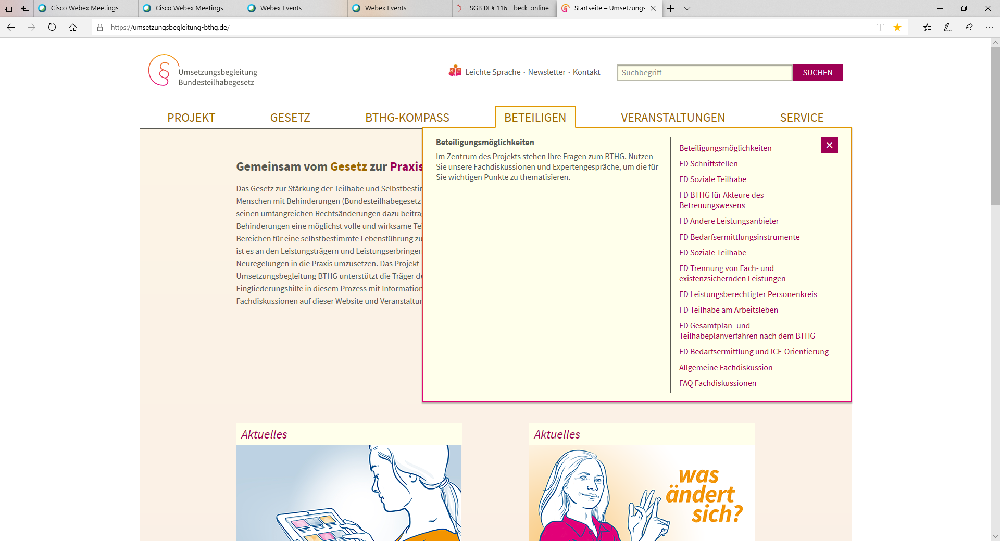 Cisco Webex Meetings
Cisco Webex Meetings
Webex Events
Webex Events
SGB IX § 116 - beck-online
Startseite – Umsetzungs
https://umsetzungsbegleitung-bthg.de/
Umsetzungsbegleitung
Bundesteilhabegesetz
Leichte Sprache · Newsletter · Kontakt
Suchbegriff
SUCHEN
PROJEKT
GESETZ
BTHG-KOMPASS
BETEILIGEN
VERANSTALTUNGEN
SERVICE
Gemeinsam vom Gesetz zur Praxis
Das Gesetz zur Stärkung der Teilhabe und Selbstbestin
Menschen mit Behinderungen (Bundesteilhabegesetz
seinen umfangreichen Rechtsänderungen dazu beitrag
Behinderungen eine möglichst volle und wirksame Tei
Bereichen für eine selbstbestimmte Lebensführung zu
ist es an den Leistungsträgern und Leistungserbringern
Neuregelungen in die Praxis umzusetzen. Das Projekt
Umsetzungsbegleitung BTHG unterstützt die Träger de
Eingliederungshilfe in diesem Prozess mit Information
Fachdiskussionen auf dieser Website und Veranstaltun
Beteiligungsmöglichkeiten
Im Zentrum des Projekts stehen Ihre Fragen zum BTHG. Nutzen
Sie unsere Fachdiskussionen und Expertengespräche, um die für
Sie wichtigen Punkte zu thematisieren.
Beteiligungsmöglichkeiten
FD Schnittstellen
FD Soziale Teilhabe
FD BTHG für Akteure des
Betreuungswesens
FD Andere Leistungsanbieter
FD Bedarfsermittlungsinstrumente
FD Soziale Teilhabe
FD Trennung von Fach- und
existenzsichernden Leistungen
FD Leistungsberechtigter Personenkreis
FD Teilhabe am Arbeitsleben
FD Gesamtplan- und
Teilhabeplanverfahren nach dem BTHG
FD Bedarfsermittlung und ICF-Orientierung
Allgemeine Fachdiskussion
FAQ Fachdiskussionen
Aktuelles
Aktuelles
was
ändert
sich?